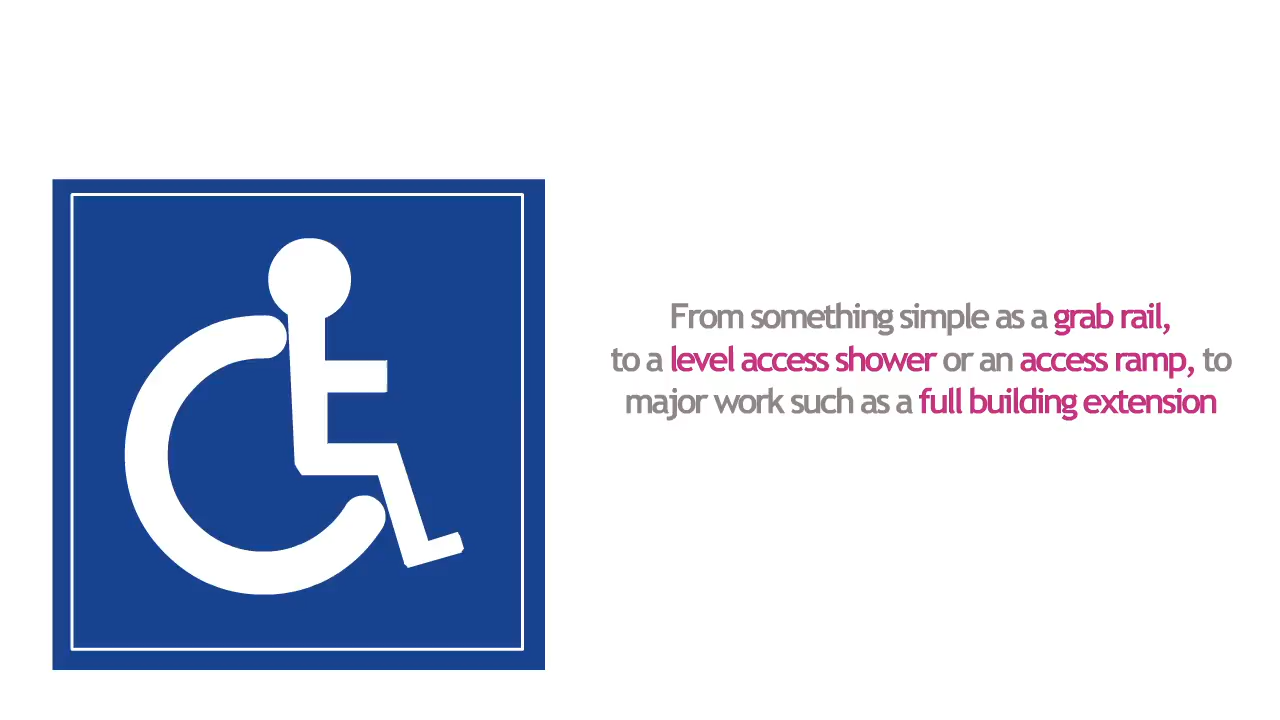 From something simple as a grab rail,
to a level access shower or an access ramp, to
major work such as a full building extension